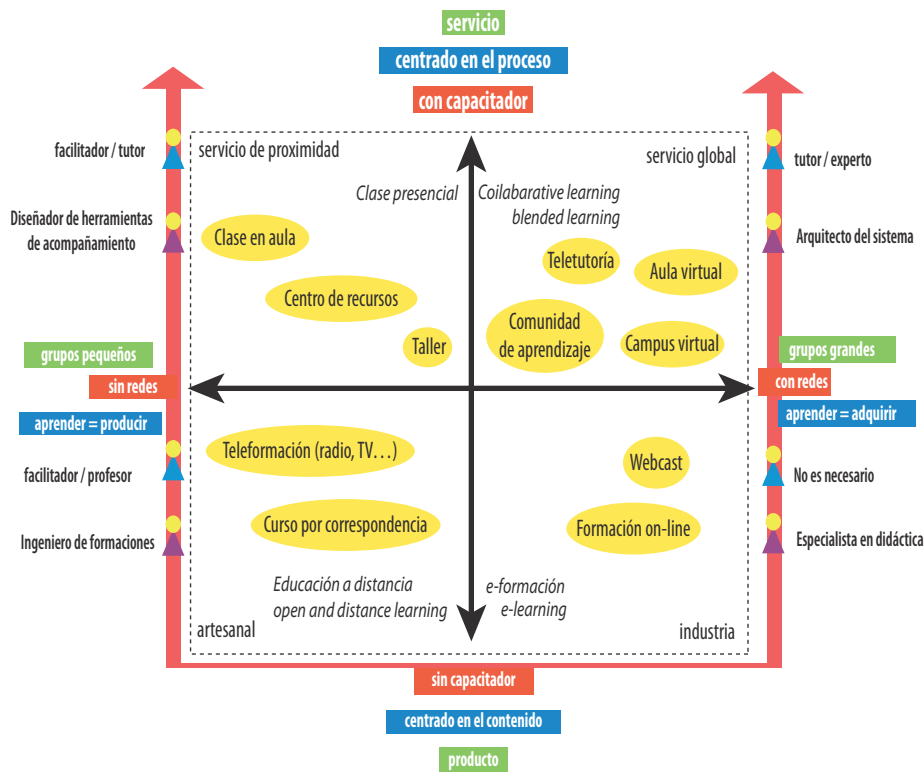 servicio
centrado en el proceso
con capacitador
facilitador / tutor
Diseñador de herramientas
de acompañamiento
grupos pequeños
sin redes
aprender = producir
facilitador / profesor
Ingeniero de formaciones
servicio de proximidad
Clase presencial
Clase en aula
Centro de recursos
Taller
servicio global
Coilabarative learning
blended learning
Teletutoría
Aula virtual
Comunidad
de aprendizaje
Campus virtual
Teleformación (radio, TV…)
Curso por correspondencia
Educación a distancia
open and distance learning
artesanal
Webcast
Formación on-line
e-formación
e-learning
industria
tutor / experto
Arquitecto del sistema
grupos grandes
con redes
aprender = adquirir
No es necesario
Especialista en didáctica
sin capacitador
centrado en el contenido
producto